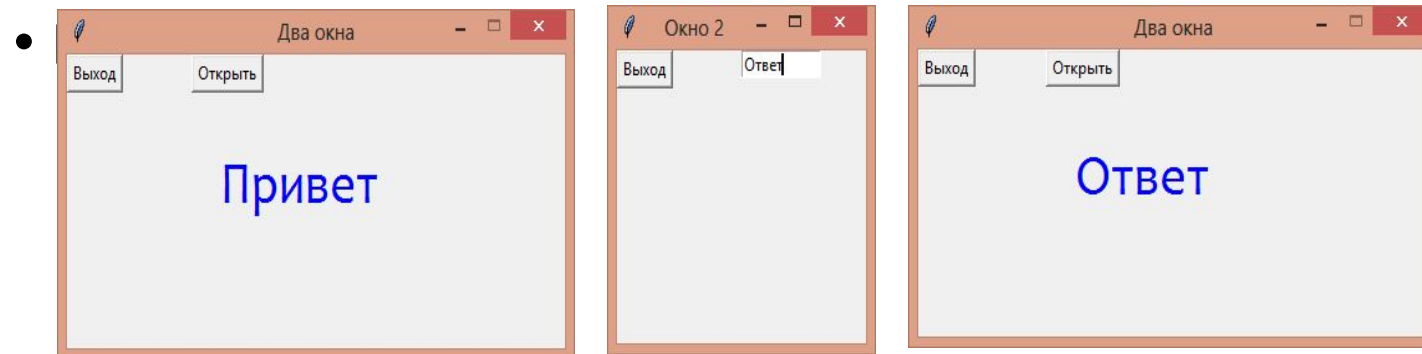 Два окна
Выход
Открыть
Привет
Окно 2
Выход
Ответ
Два окна
Выход
Открыть
Ответ